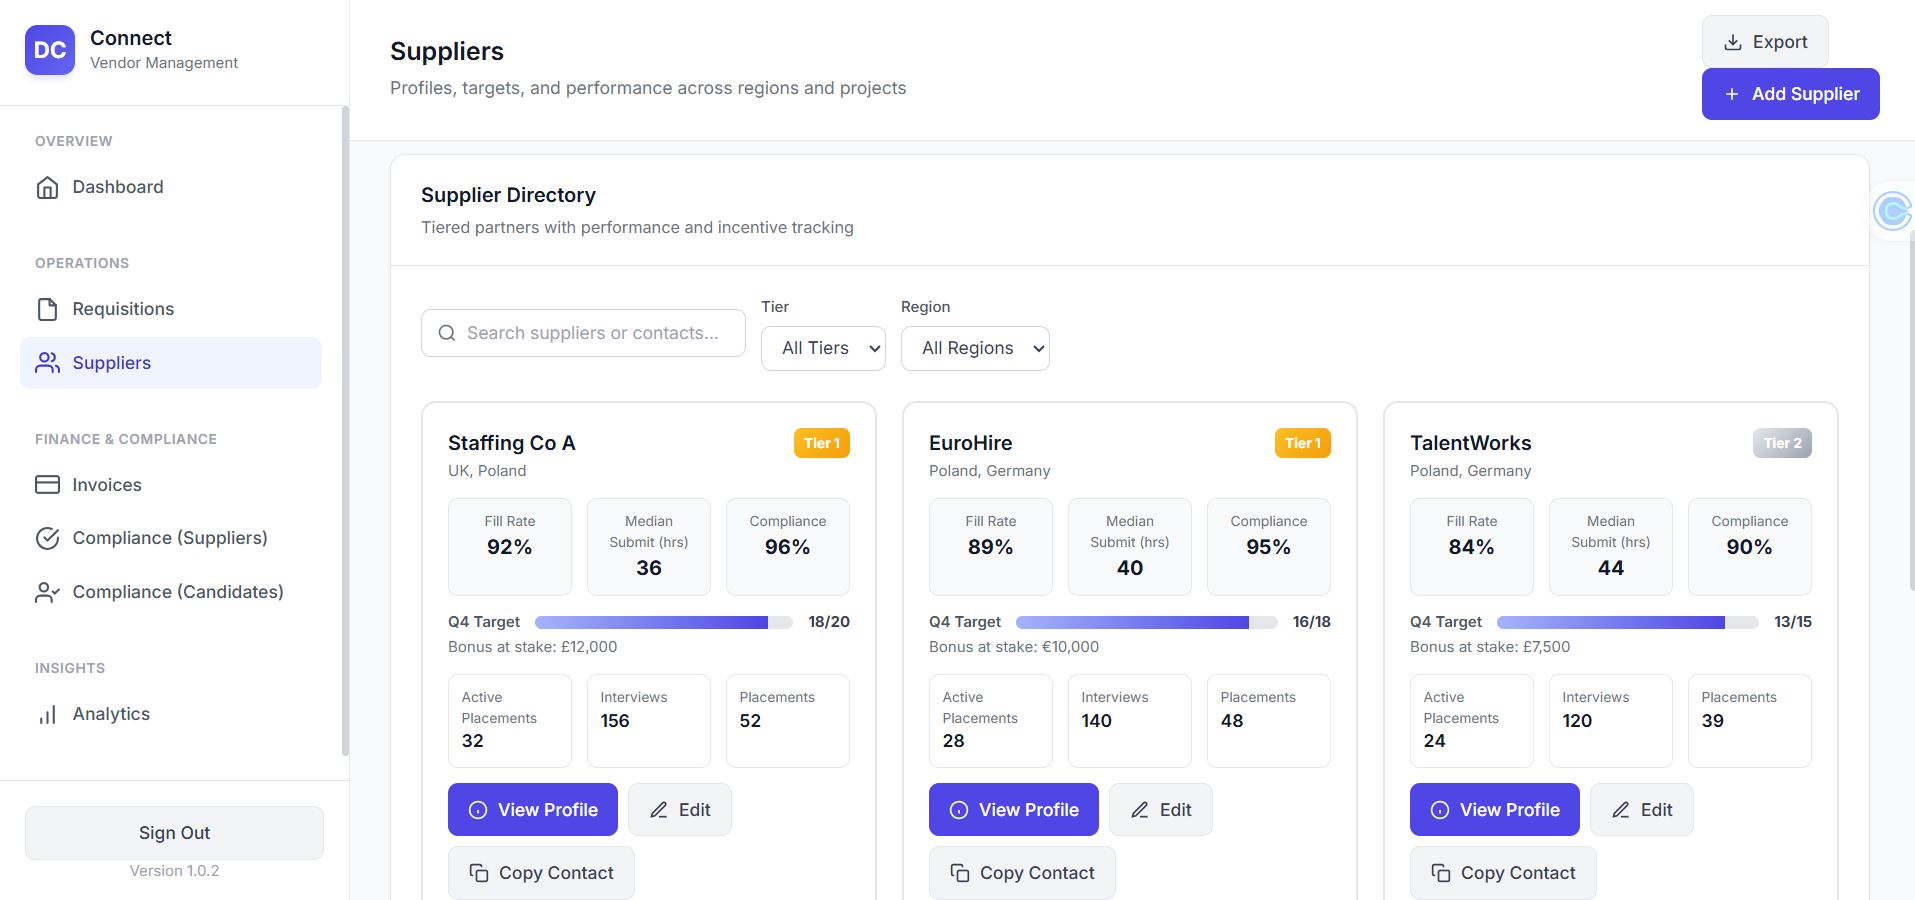 DC
Connect
Vendor Management
OVERVIEW
Dashboard
OPERATIONS
Requisitions
Suppliers
FINANCE & COMPLIANCE
Invoices
Compliance (Suppliers)
Compliance (Candidates)
INSIGHTS
Analytics
Sign Out
Version 1.0.2
Suppliers
Profiles, targets, and performance across regions and projects
Export
+ Add Supplier
Supplier Directory
Tiered partners with performance and incentive tracking
Search suppliers or contacts...
Tier
All Tiers
Region
All Regions
Staffing Co A
Tier 1
UK, Poland
Fill Rate
92%
Median
Submit (hrs)
36
Compliance
96%
Q4 Target
18/20
Bonus at stake: £12,000
Active
Placements
32
Interviews
156
Placements
52
View Profile
Edit
Copy Contact
EuroHire
Tier 1
Poland, Germany
Fill Rate
89%
Median
Submit (hrs)
40
Compliance
95%
Q4 Target
16/18
Bonus at stake: €10,000
Active
Placements
28
Interviews
140
Placements
48
View Profile
Edit
Copy Contact
TalentWorks
Tier 2
Poland, Germany
Fill Rate
84%
Median
Submit (hrs)
44
Compliance
90%
Q4 Target
13/15
Bonus at stake: £7,500
Active
Placements
24
Interviews
120
Placements
39
View Profile
Edit
Copy Contact